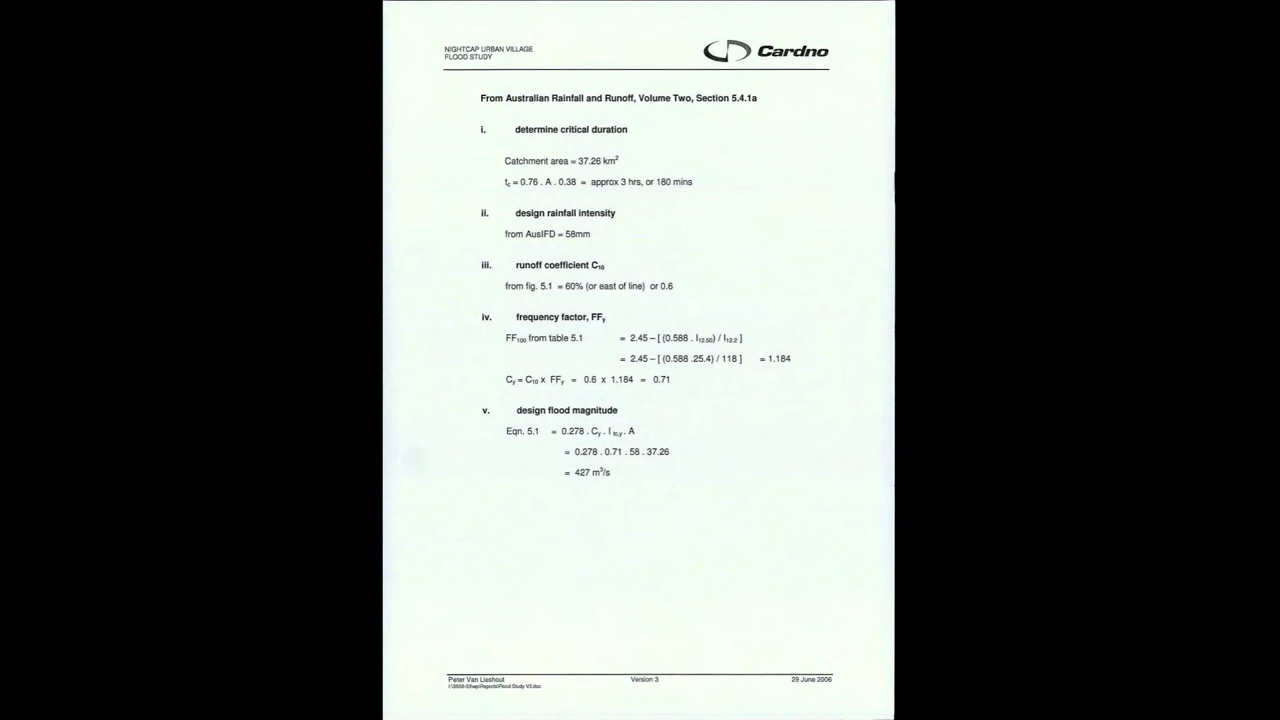 NIGHTCAP URBAN VILLAGE
FLOOD STUDY
Cardno
From Australian Rainfall and Runoff, Volume Two, Section 5.4.1a
i. determine critical duration
Catchment area = 37.26 km²
tc = 0.76 . A . 0.38 = approx 3 hrs, or 180 mins
ii. design rainfall intensity
from AusIFD = 58mm
iii. runoff coefficient C10
from fig. 5.1 = 60% (or east of line) or 0.6
iv. frequency factor, FFy
FF100 from table 5.1 = 2.45 – [ (0.588 . I12.50) / I12.2 ]
= 2.45 – [ (0.588 .25.4) / 118 ] = 1.184
Cy = C10 x FFy = 0.6 x 1.184 = 0.71
v. design flood magnitude
Eqn. 5.1 = 0.278 . Cy . I tc,y . A
= 0.278 . 0.71 . 58 . 37.26
= 427 m³/s
Peter Van Lieshout Version 3 29 June 2006